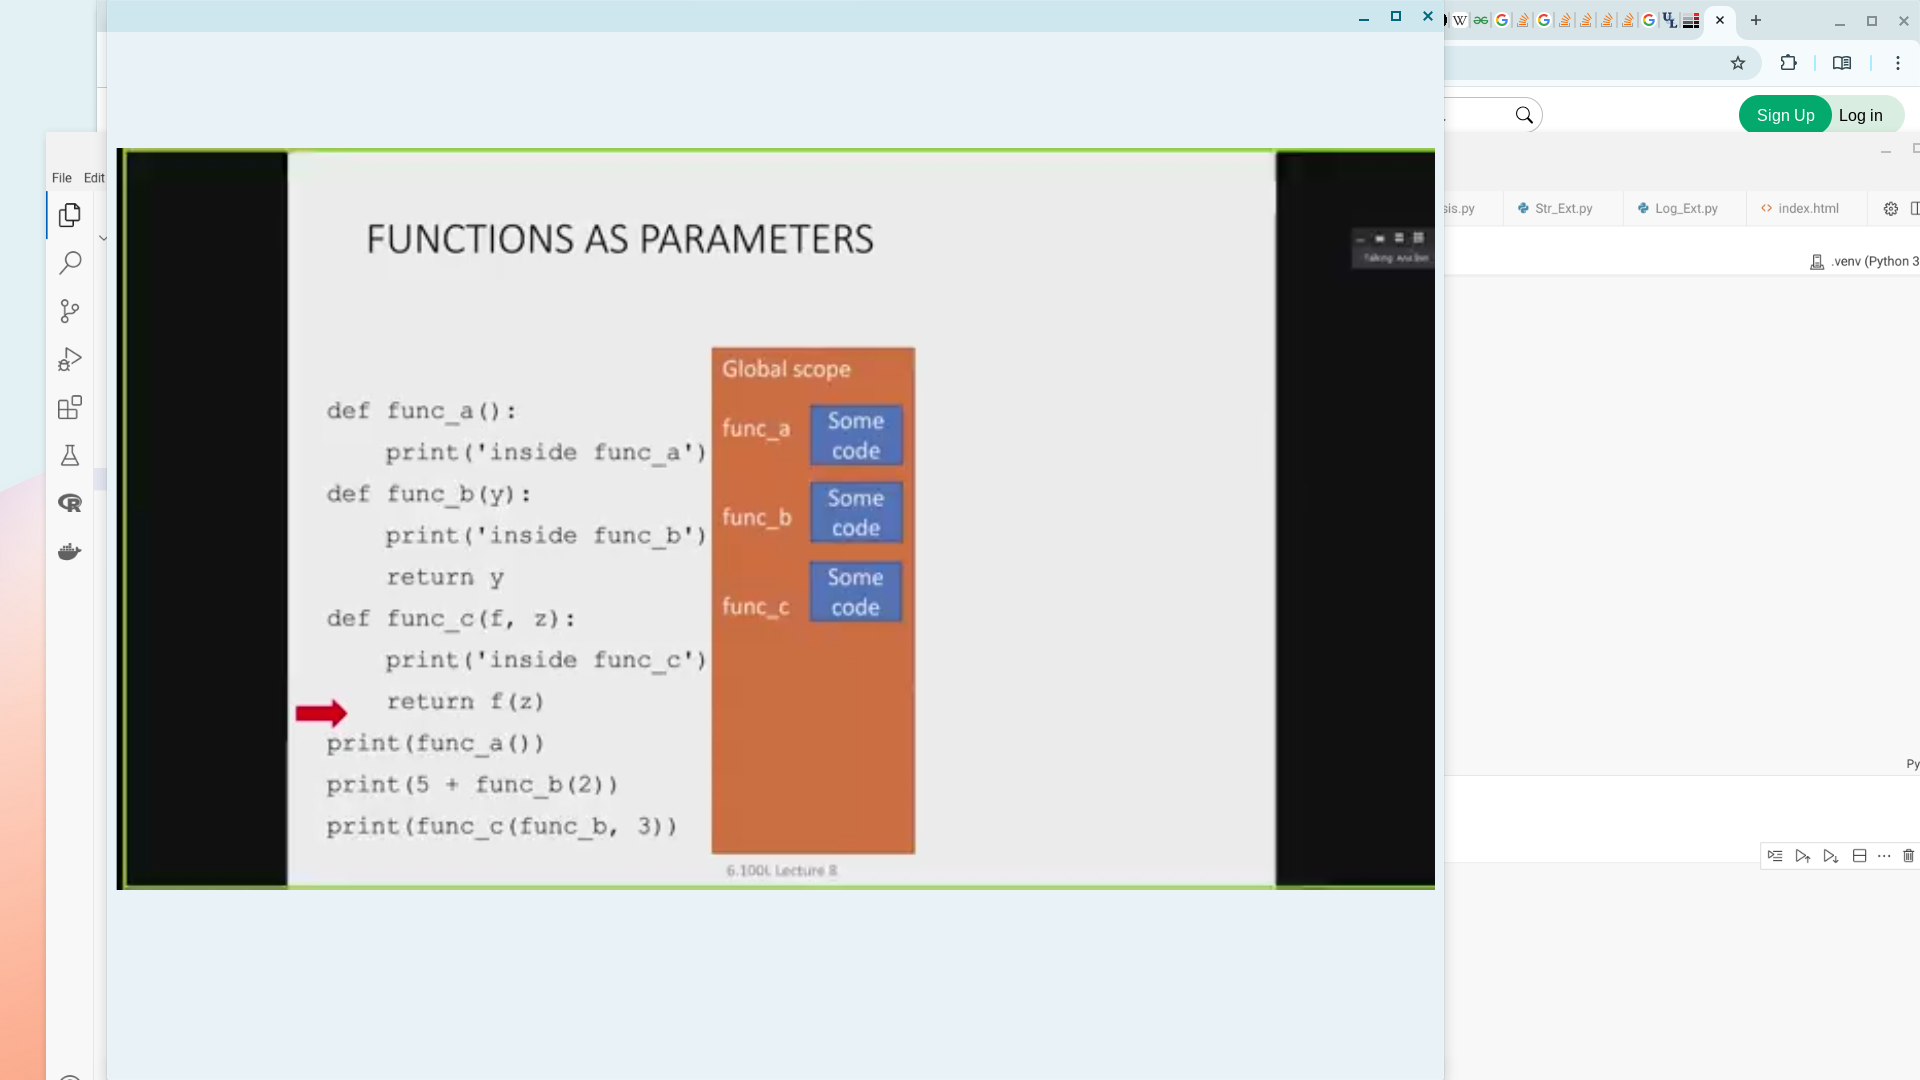 Sign Up
Log in
File Edit
sis.py
Str_Ext.py
Log_Ext.py
index.html
.venv (Python 3
FUNCTIONS AS PARAMETERS
def func_a():
print('inside func_a')
def func_b(y):
print('inside func_b')
return y
def func_c(f, z):
print('inside func_c')
return f(z)
print(func_a())
print(5 + func_b(2))
print(func_c(func_b, 3))
Global scope
func_a
Some
code
func_b
Some
code
func_c
Some
code
6.100L Lecture 8
Py